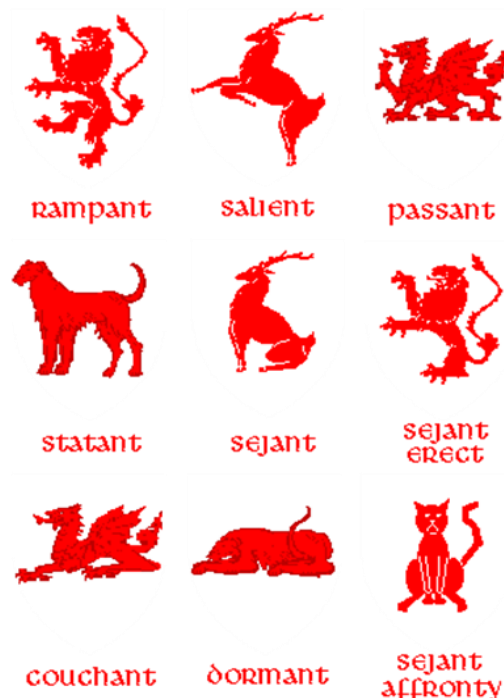 RAMPANT
SALIENT
PASSANT
STATANT
SEJANT
SEJANT
ERECT
COUCHANT
DORMANT
SEJANT
AFFRONTY